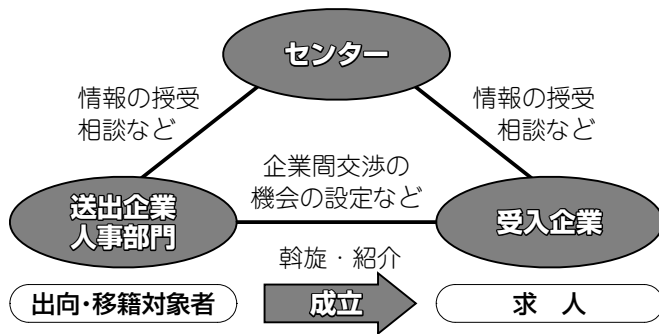 センター
情報の授受
相談など
情報の授受
相談など
企業間交渉の
機会の設定など
送出企業
人事部門
受入企業
斡旋・紹介
出向・移籍対象者
成立
求　人